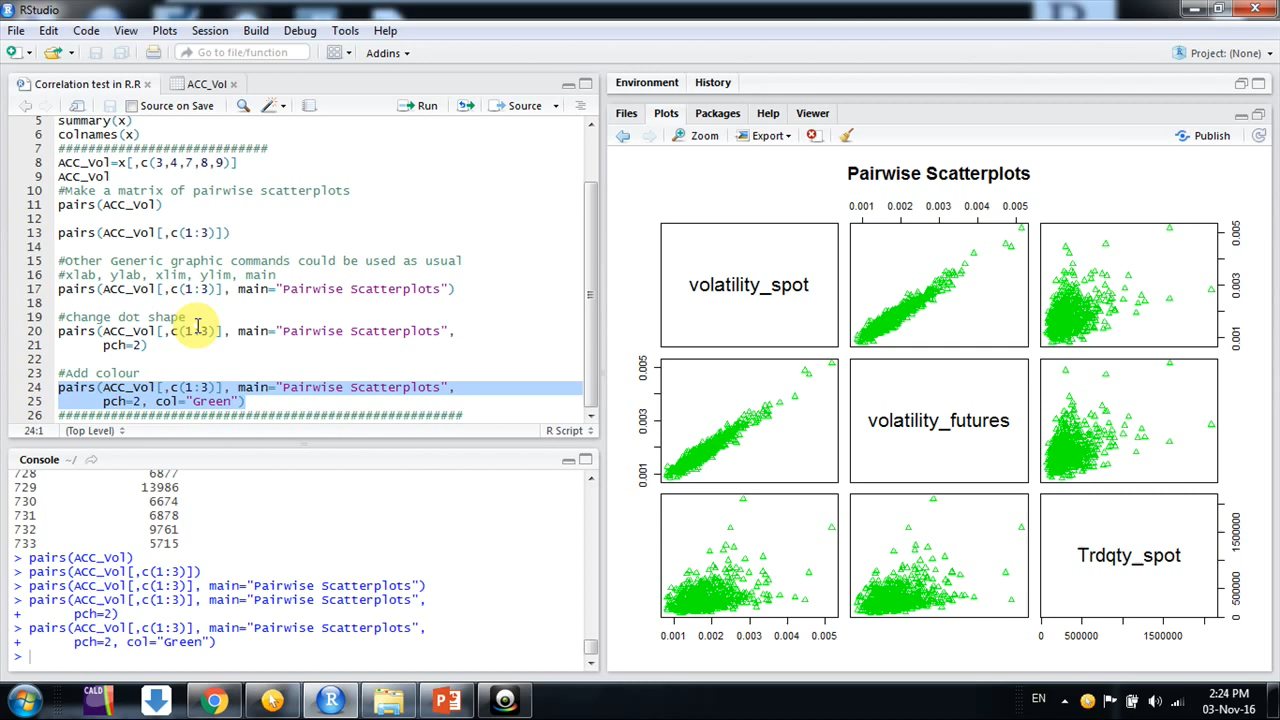 RStudio
File Edit Code View Plots Session Build Debug Tools Help
Go to file/function Addins Project: (None)
Correlation test in R.R ACC_Vol
Source on Save Run Source
5 summary(x)
6 colnames(x)
7 ############################
8 ACC_Vol=x[,c(3,4,7,8,9)]
9 ACC_Vol
10 #Make a matrix of pairwise scatterplots
11 pairs(ACC_Vol)
12
13 pairs(ACC_Vol[,c(1:3)])
14
15 #Other Generic graphic commands could be used as usual
16 #xlab, ylab, xlim, ylim, main
17 pairs(ACC_Vol[,c(1:3)], main="Pairwise Scatterplots")
18
19 #change dot shape
20 pairs(ACC_Vol[,c(1:3)], main="Pairwise Scatterplots",
21 pch=2)
22
23 #Add colour
24 pairs(ACC_Vol[,c(1:3)], main="Pairwise Scatterplots",
25 pch=2, col="Green")
26 ######################################################
24:1 (Top Level) R Script
Console ~/
728 6877
729 13986
730 6674
731 6878
732 9761
733 5715
> pairs(ACC_Vol)
> pairs(ACC_Vol[,c(1:3)])
> pairs(ACC_Vol[,c(1:3)], main="Pairwise Scatterplots")
> pairs(ACC_Vol[,c(1:3)], main="Pairwise Scatterplots",
+ pch=2)
> pairs(ACC_Vol[,c(1:3)], main="Pairwise Scatterplots",
+ pch=2, col="Green")
>
Environment History
Files Plots Packages Help Viewer
Zoom Export Publish
Pairwise Scatterplots
0.001 0.002 0.003 0.004 0.005
volatility_spot
0.001 0.003 0.005
0.001 0.003 0.005
volatility_futures
Trdqty_spot
0 500000 1500000
0.001 0.002 0.003 0.004 0.005
0 500000 1500000
CALD
EN
2:24 PM
03-Nov-16